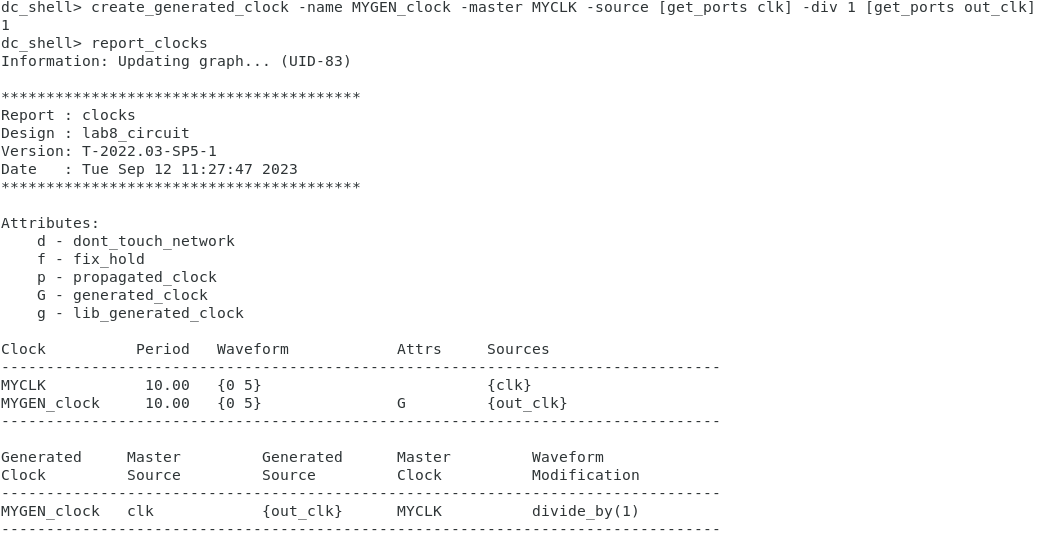 dc_shell> create_generated_clock -name MYGEN_clock -master MYCLK -source [get_ports clk] -div 1 [get_ports out_clk]
1
dc_shell> report_clocks
Information: Updating graph... (UID-83)

****************************************
Report : clocks
Design : lab8_circuit
Version: T-2022.03-SP5-1
Date   : Tue Sep 12 11:27:47 2023
****************************************

Attributes:
    d - dont_touch_network
    f - fix_hold
    p - propagated_clock
    G - generated_clock
    g - lib_generated_clock

Clock          Period   Waveform            Attrs     Sources
--------------------------------------------------------------------------------
MYCLK           10.00   {0 5}                         {clk}
MYGEN_clock     10.00   {0 5}               G         {out_clk}
--------------------------------------------------------------------------------

Generated     Master         Generated      Master         Waveform
Clock         Source         Source         Clock          Modification
--------------------------------------------------------------------------------
MYGEN_clock   clk            {out_clk}      MYCLK          divide_by(1)
--------------------------------------------------------------------------------